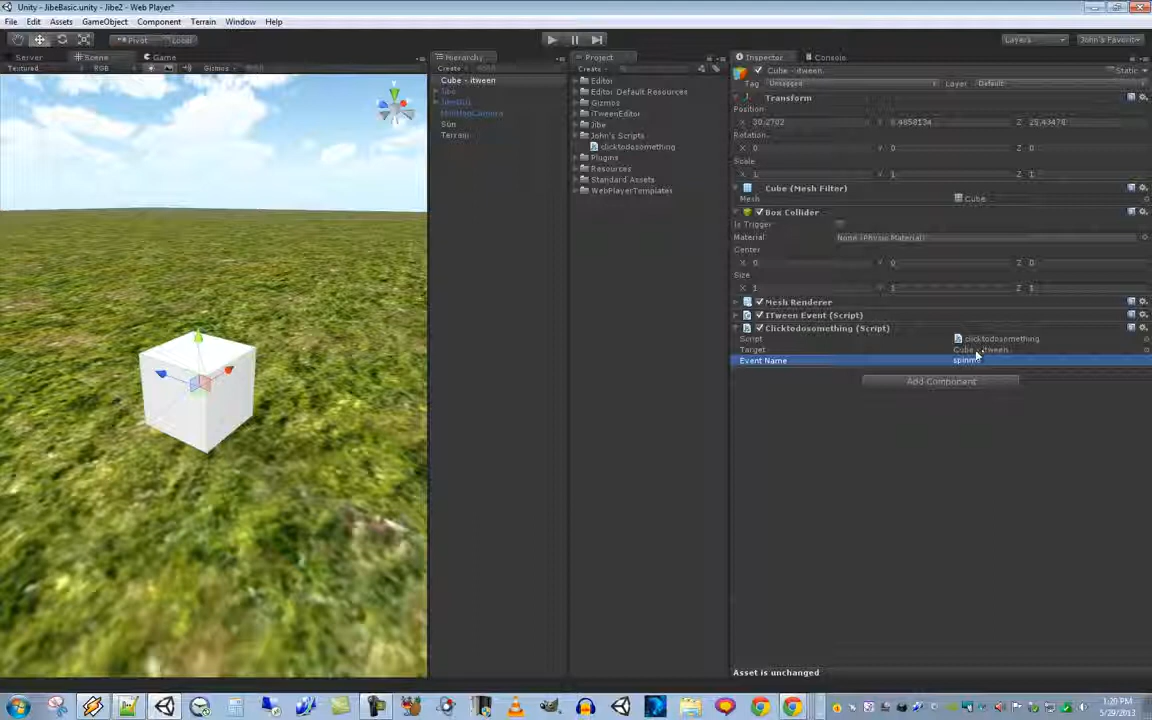 Unity - JibeBasic.unity - Jibe2 - Web Player*
File Edit Assets GameObject Component Terrain Window Help
Pivot Local Layers John's Favorit
Server Scene Game Hierarchy Project Inspector Console
Textured RGB Gizmos Create Create Cube - itween Static
Tag Untagged Layer Default
Cube - itween
Jibe
Sun
Terrain
Editor
Editor Default Resources
Gizmos
iTweenEditor
Jibe
John's Scripts
clicktodosomething
Plugins
Resources
Standard Assets
WebPlayerTemplates
Transform
Position
X 30.2702 Y Z 25.43478
Rotation
X 0 Y 0 Z 0
Scale
X 1 Y 1 Z 1
Cube (Mesh Filter)
Mesh Cube
Box Collider
Is Trigger
Material None (Physic Material)
Center
X 0 Y 0 Z 0
Size
X 1 Y 1 Z 1
Mesh Renderer
ITween Event (Script)
Clicktodosomething (Script)
Script clicktodosomething
Target Cube - itween
Event Name spinme
Add Component
Asset is unchanged
1:20 PM
5/29/2013